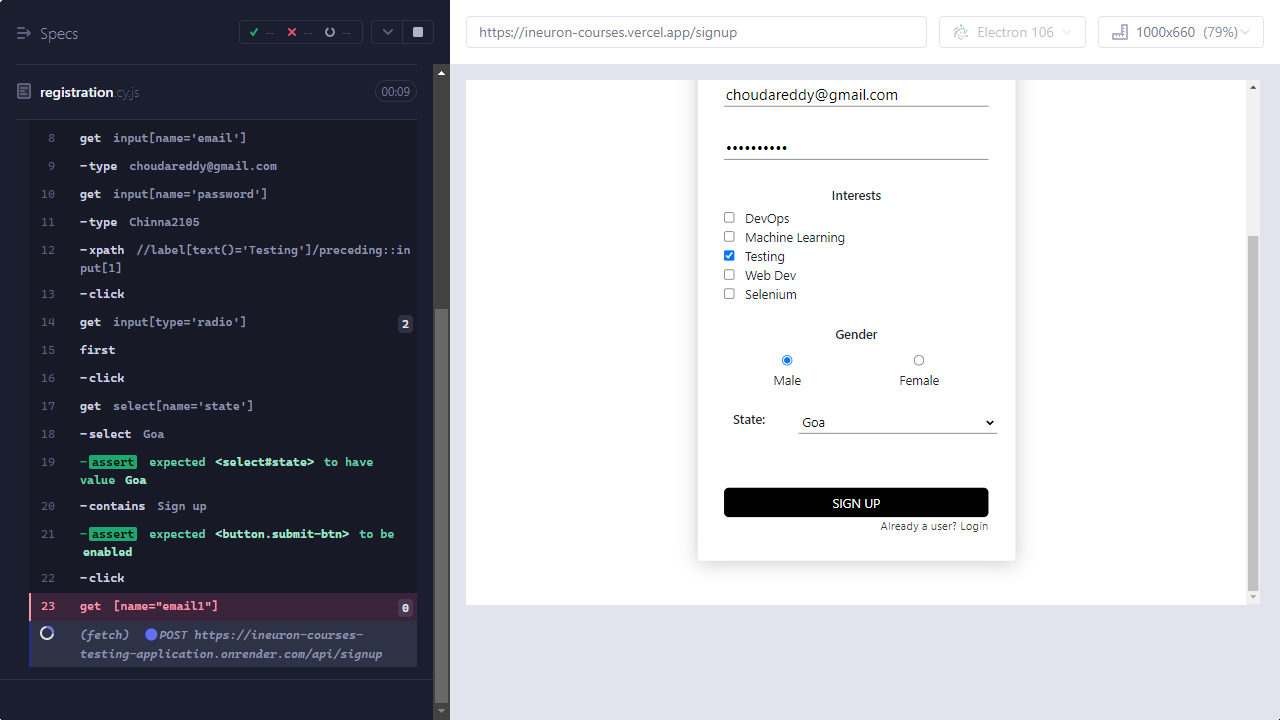 Specs
-- -- --
registration.cy.js
00:09
8 get input[name='email']
9 -type choudareddy@gmail.com
10 get input[name='password']
11 -type Chinna2105
12 -xpath //label[text()='Testing']/preceding::in
put[1]
13 -click
14 get input[type='radio'] 2
15 first
16 -click
17 get select[name='state']
18 -select Goa
19 -assert expected <select#state> to have
value Goa
20 -contains Sign up
21 -assert expected <button.submit-btn> to be
enabled
22 -click
23 get [name="email1"] 0
(fetch) POST https://ineuron-courses-
testing-application.onrender.com/api/signup
https://ineuron-courses.vercel.app/signup
Electron 106
1000x660 (79%)
choudareddy@gmail.com
••••••••••
Interests
DevOps
Machine Learning
Testing
Web Dev
Selenium
Gender
Male Female
State: Goa
SIGN UP
Already a user? Login